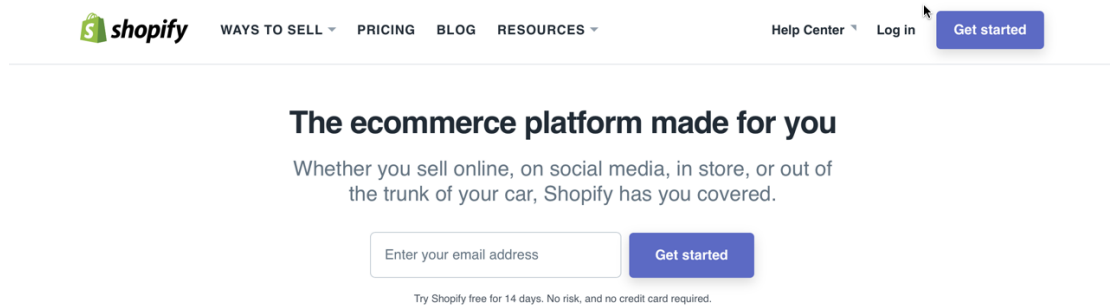 shopify WAYS TO SELL PRICING BLOG RESOURCES Help Center Log in Get started
The ecommerce platform made for you
Whether you sell online, on social media, in store, or out of
the trunk of your car, Shopify has you covered.
Enter your email address Get started
Try Shopify free for 14 days. No risk, and no credit card required.